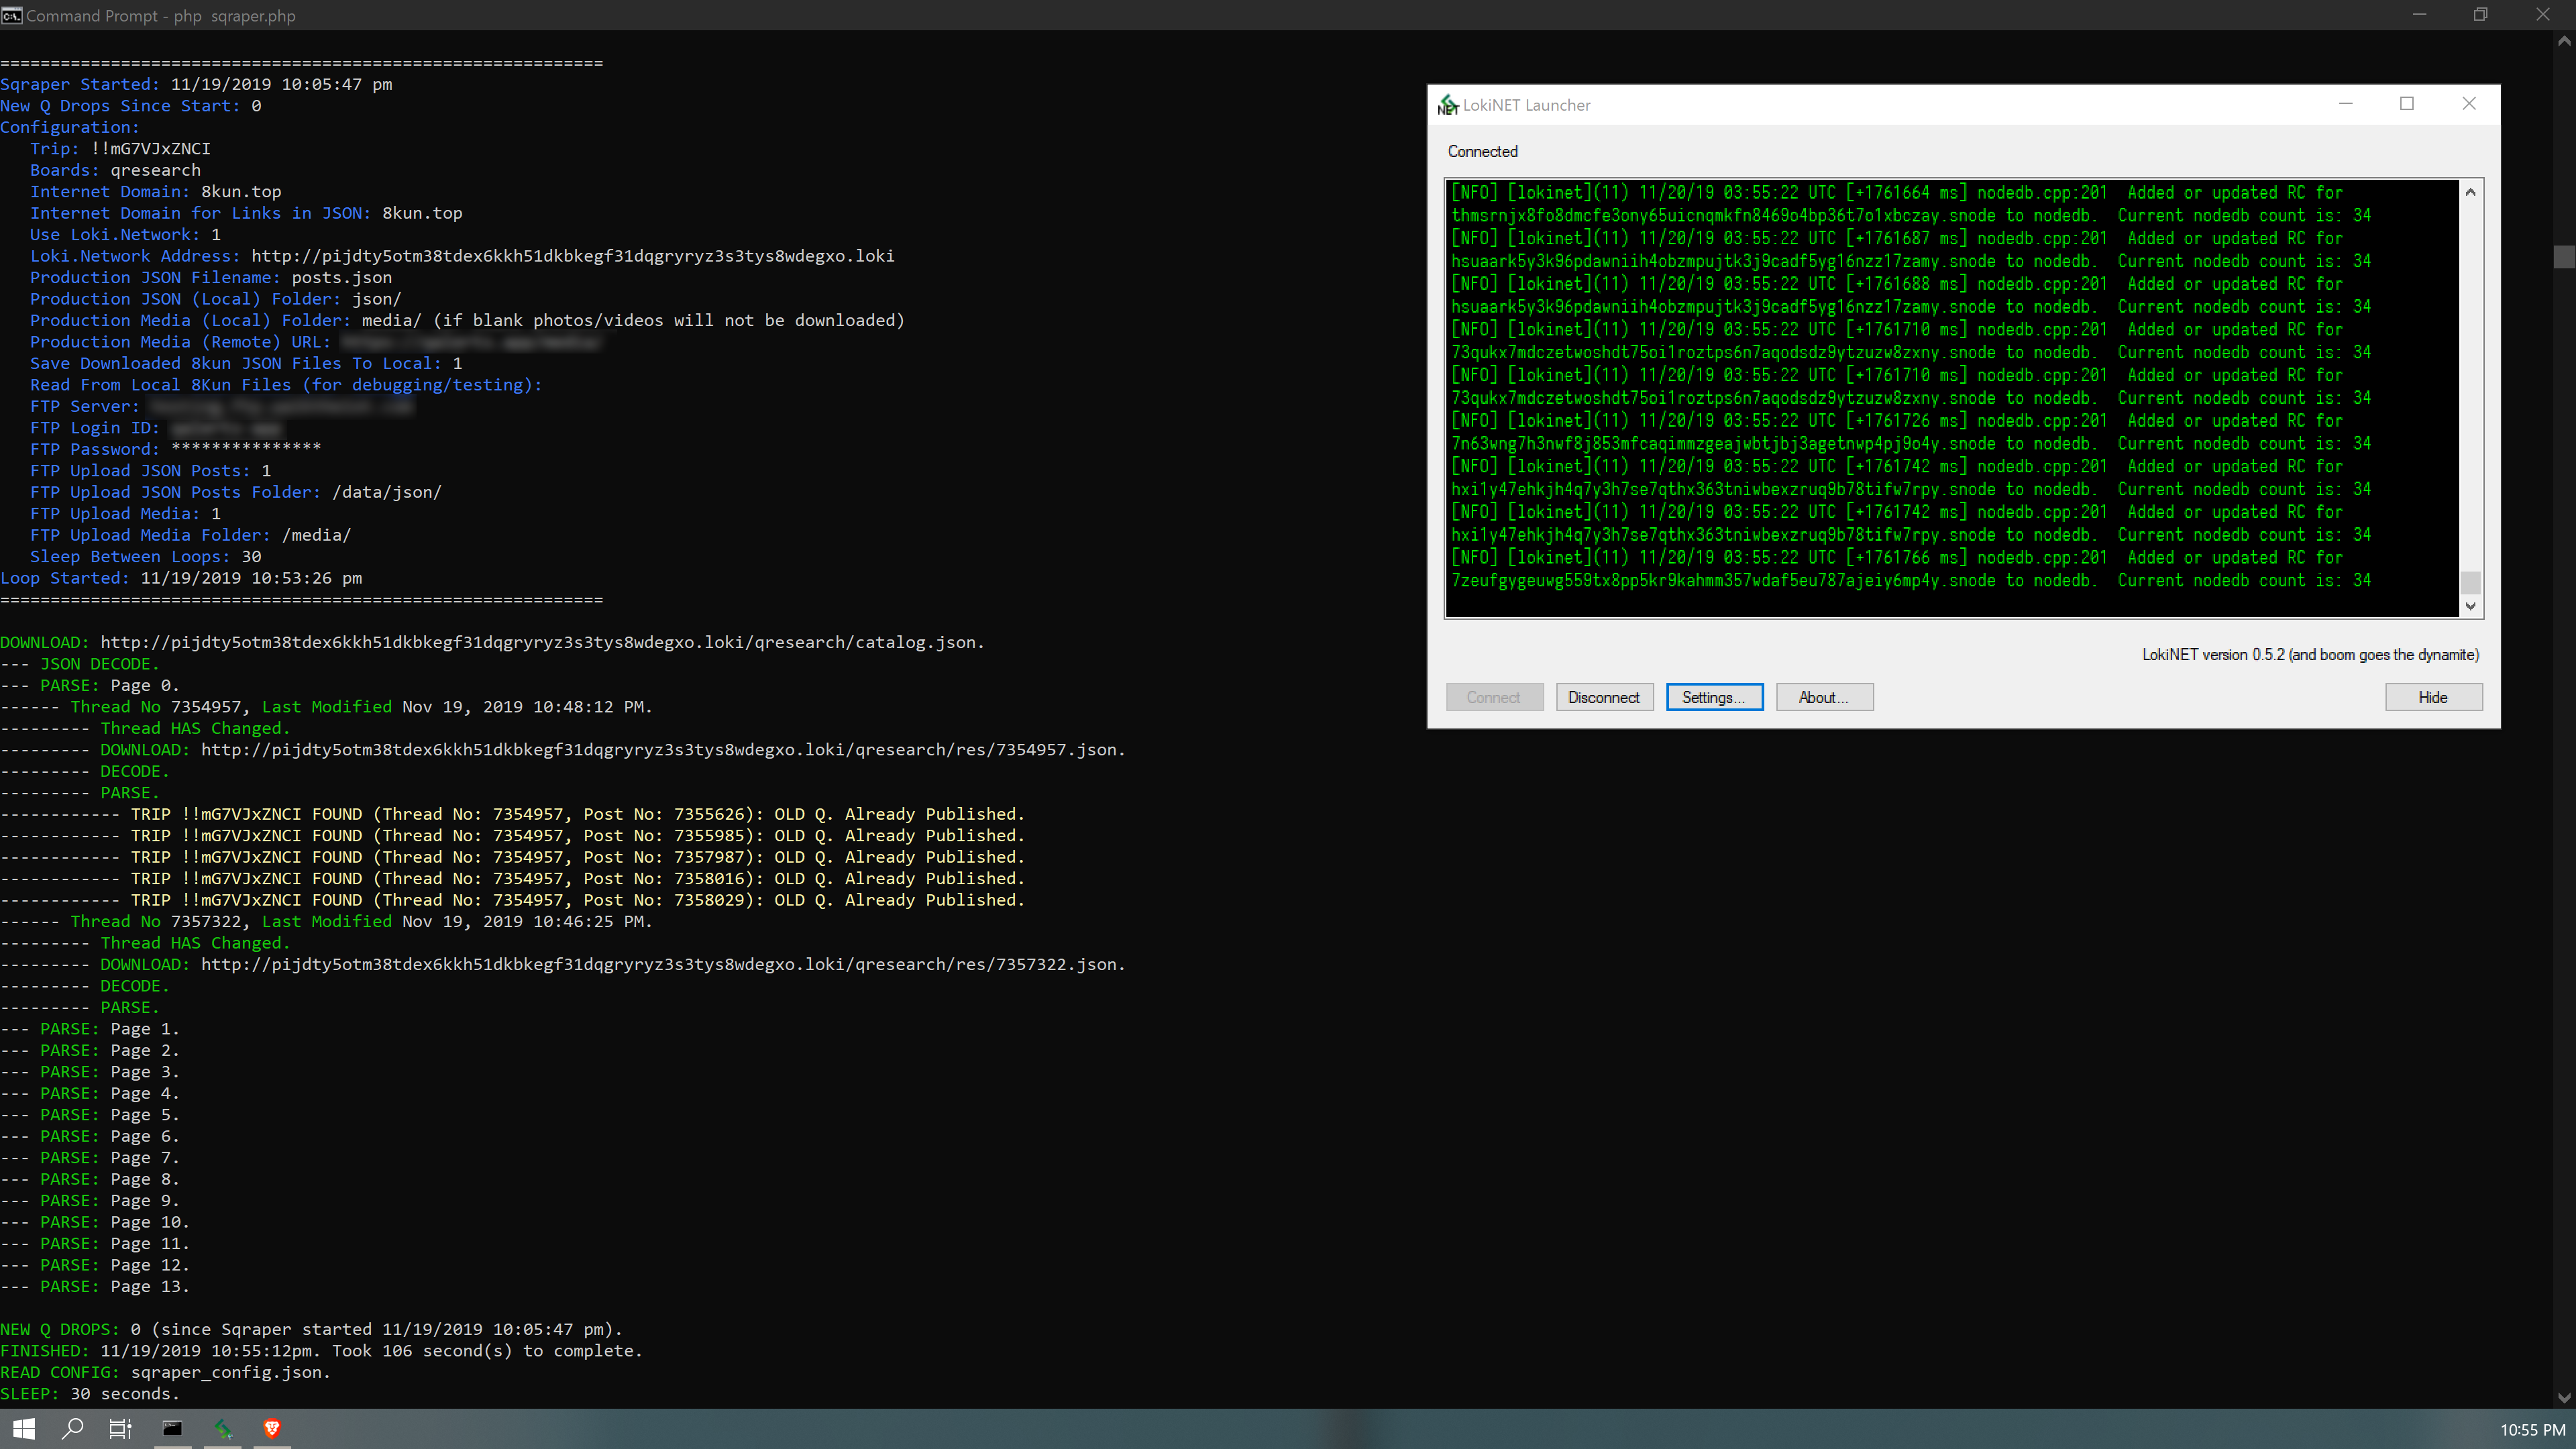 Command Prompt - php  sqraper.php
============================================================
Sqraper Started: 11/19/2019 10:05:47 pm
New Q Drops Since Start: 0
Configuration:
Trip: !!mG7VJxZNCI
Boards: qresearch
Internet Domain: 8kun.top
Internet Domain for Links in JSON: 8kun.top
Use Loki.Network: 1
Loki.Network Address: http://pijdty5otm38tdex6kkh51dkbkegf31dqgryryz3s3tys8wdegxo.loki
Production JSON Filename: posts.json
Production JSON (Local) Folder: json/
Production Media (Local) Folder: media/ (if blank photos/videos will not be downloaded)
Production Media (Remote) URL:
Save Downloaded 8kun JSON Files To Local: 1
Read From Local 8Kun Files (for debugging/testing):
FTP Server:
FTP Login ID:
FTP Password: ***************
FTP Upload JSON Posts: 1
FTP Upload JSON Posts Folder: /data/json/
FTP Upload Media: 1
FTP Upload Media Folder: /media/
Sleep Between Loops: 30
Loop Started: 11/19/2019 10:53:26 pm
============================================================
DOWNLOAD: http://pijdty5otm38tdex6kkh51dkbkegf31dqgryryz3s3tys8wdegxo.loki/qresearch/catalog.json.
--- JSON DECODE.
--- PARSE: Page 0.
------ Thread No 7354957, Last Modified Nov 19, 2019 10:48:12 PM.
--------- Thread HAS Changed.
--------- DOWNLOAD: http://pijdty5otm38tdex6kkh51dkbkegf31dqgryryz3s3tys8wdegxo.loki/qresearch/res/7354957.json.
--------- DECODE.
--------- PARSE.
------------ TRIP !!mG7VJxZNCI FOUND (Thread No: 7354957, Post No: 7355626): OLD Q. Already Published.
------------ TRIP !!mG7VJxZNCI FOUND (Thread No: 7354957, Post No: 7355985): OLD Q. Already Published.
------------ TRIP !!mG7VJxZNCI FOUND (Thread No: 7354957, Post No: 7357987): OLD Q. Already Published.
------------ TRIP !!mG7VJxZNCI FOUND (Thread No: 7354957, Post No: 7358016): OLD Q. Already Published.
------------ TRIP !!mG7VJxZNCI FOUND (Thread No: 7354957, Post No: 7358029): OLD Q. Already Published.
------ Thread No 7357322, Last Modified Nov 19, 2019 10:46:25 PM.
--------- Thread HAS Changed.
--------- DOWNLOAD: http://pijdty5otm38tdex6kkh51dkbkegf31dqgryryz3s3tys8wdegxo.loki/qresearch/res/7357322.json.
--------- DECODE.
--------- PARSE.
--- PARSE: Page 1.
--- PARSE: Page 2.
--- PARSE: Page 3.
--- PARSE: Page 4.
--- PARSE: Page 5.
--- PARSE: Page 6.
--- PARSE: Page 7.
--- PARSE: Page 8.
--- PARSE: Page 9.
--- PARSE: Page 10.
--- PARSE: Page 11.
--- PARSE: Page 12.
--- PARSE: Page 13.
NEW Q DROPS: 0 (since Sqraper started 11/19/2019 10:05:47 pm).
FINISHED: 11/19/2019 10:55:12pm. Took 106 second(s) to complete.
READ CONFIG: sqraper_config.json.
SLEEP: 30 seconds.
NET LokiNET Launcher
Connected
[NFO] [lokinet](11) 11/20/19 03:55:22 UTC [+1761664 ms] nodedb.cpp:201  Added or updated RC for
thmsrnjx8fo8dmcfe3ony65uicnqmkfn8469o4bp36t7o1xbczay.snode to nodedb.  Current nodedb count is: 34
[NFO] [lokinet](11) 11/20/19 03:55:22 UTC [+1761687 ms] nodedb.cpp:201  Added or updated RC for
hsuaark5y3k96pdawniih4obzmpujtk3j9cadf5yg16nzz17zamy.snode to nodedb.  Current nodedb count is: 34
[NFO] [lokinet](11) 11/20/19 03:55:22 UTC [+1761688 ms] nodedb.cpp:201  Added or updated RC for
hsuaark5y3k96pdawniih4obzmpujtk3j9cadf5yg16nzz17zamy.snode to nodedb.  Current nodedb count is: 34
[NFO] [lokinet](11) 11/20/19 03:55:22 UTC [+1761710 ms] nodedb.cpp:201  Added or updated RC for
73qukx7mdczetwoshdt75oi1roztps6n7aqodsdz9ytzuzw8zxny.snode to nodedb.  Current nodedb count is: 34
[NFO] [lokinet](11) 11/20/19 03:55:22 UTC [+1761710 ms] nodedb.cpp:201  Added or updated RC for
73qukx7mdczetwoshdt75oi1roztps6n7aqodsdz9ytzuzw8zxny.snode to nodedb.  Current nodedb count is: 34
[NFO] [lokinet](11) 11/20/19 03:55:22 UTC [+1761726 ms] nodedb.cpp:201  Added or updated RC for
7n63wng7h3nwf8j853mfcaqimmzgeajwbtjbj3agetnwp4pj9o4y.snode to nodedb.  Current nodedb count is: 34
[NFO] [lokinet](11) 11/20/19 03:55:22 UTC [+1761742 ms] nodedb.cpp:201  Added or updated RC for
hxi1y47ehkjh4q7y3h7se7qthx363tniwbexzruq9b78tifw7rpy.snode to nodedb.  Current nodedb count is: 34
[NFO] [lokinet](11) 11/20/19 03:55:22 UTC [+1761742 ms] nodedb.cpp:201  Added or updated RC for
hxi1y47ehkjh4q7y3h7se7qthx363tniwbexzruq9b78tifw7rpy.snode to nodedb.  Current nodedb count is: 34
[NFO] [lokinet](11) 11/20/19 03:55:22 UTC [+1761766 ms] nodedb.cpp:201  Added or updated RC for
7zeufgygeuwg559tx8pp5kr9kahmm357wdaf5eu787ajeiy6mp4y.snode to nodedb.  Current nodedb count is: 34
LokiNET version 0.5.2 (and boom goes the dynamite)
Connect Disconnect Settings... About... Hide
10:55 PM